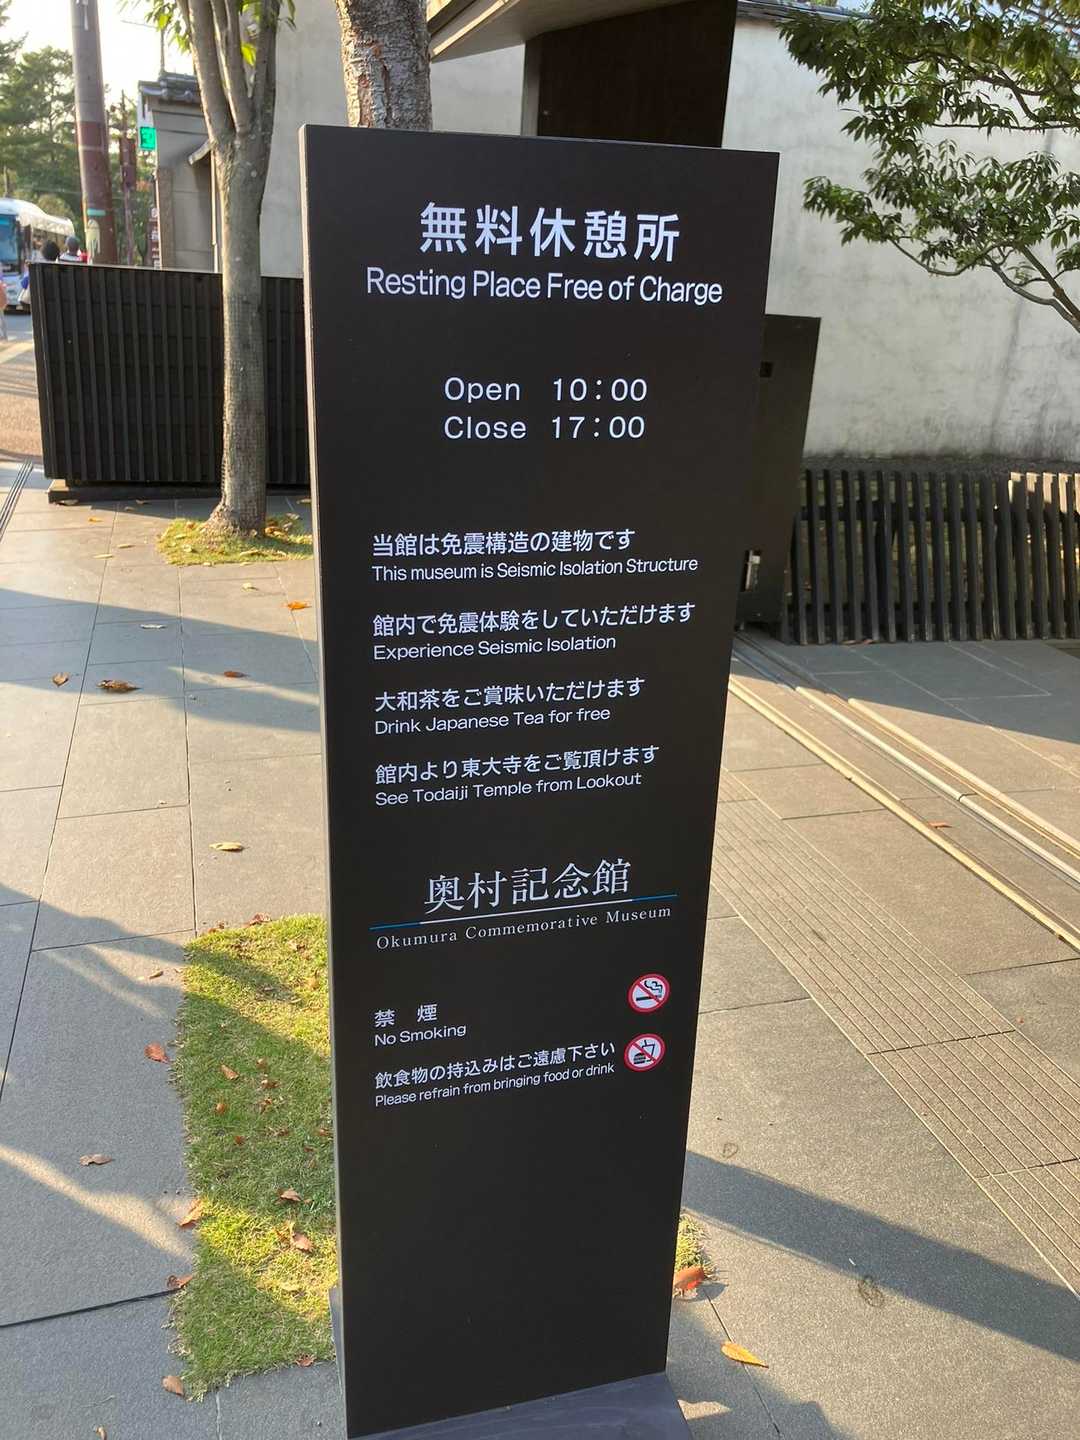 無料休憩所
Resting Place Free of Charge
Open 10：00
Close 17：00
当館は免震構造の建物です
This museum is Seismic Isolation Structure
館内で免震体験をしていただけます
Experience Seismic Isolation
大和茶をご賞味いただけます
Drink Japanese Tea for free
館内より東大寺をご覧頂けます
See Todaiji Temple from Lookout
奥村記念館
Okumura Commemorative Museum
禁　煙
No Smoking
飲食物の持込みはご遠慮下さい
Please refrain from bringing food or drink